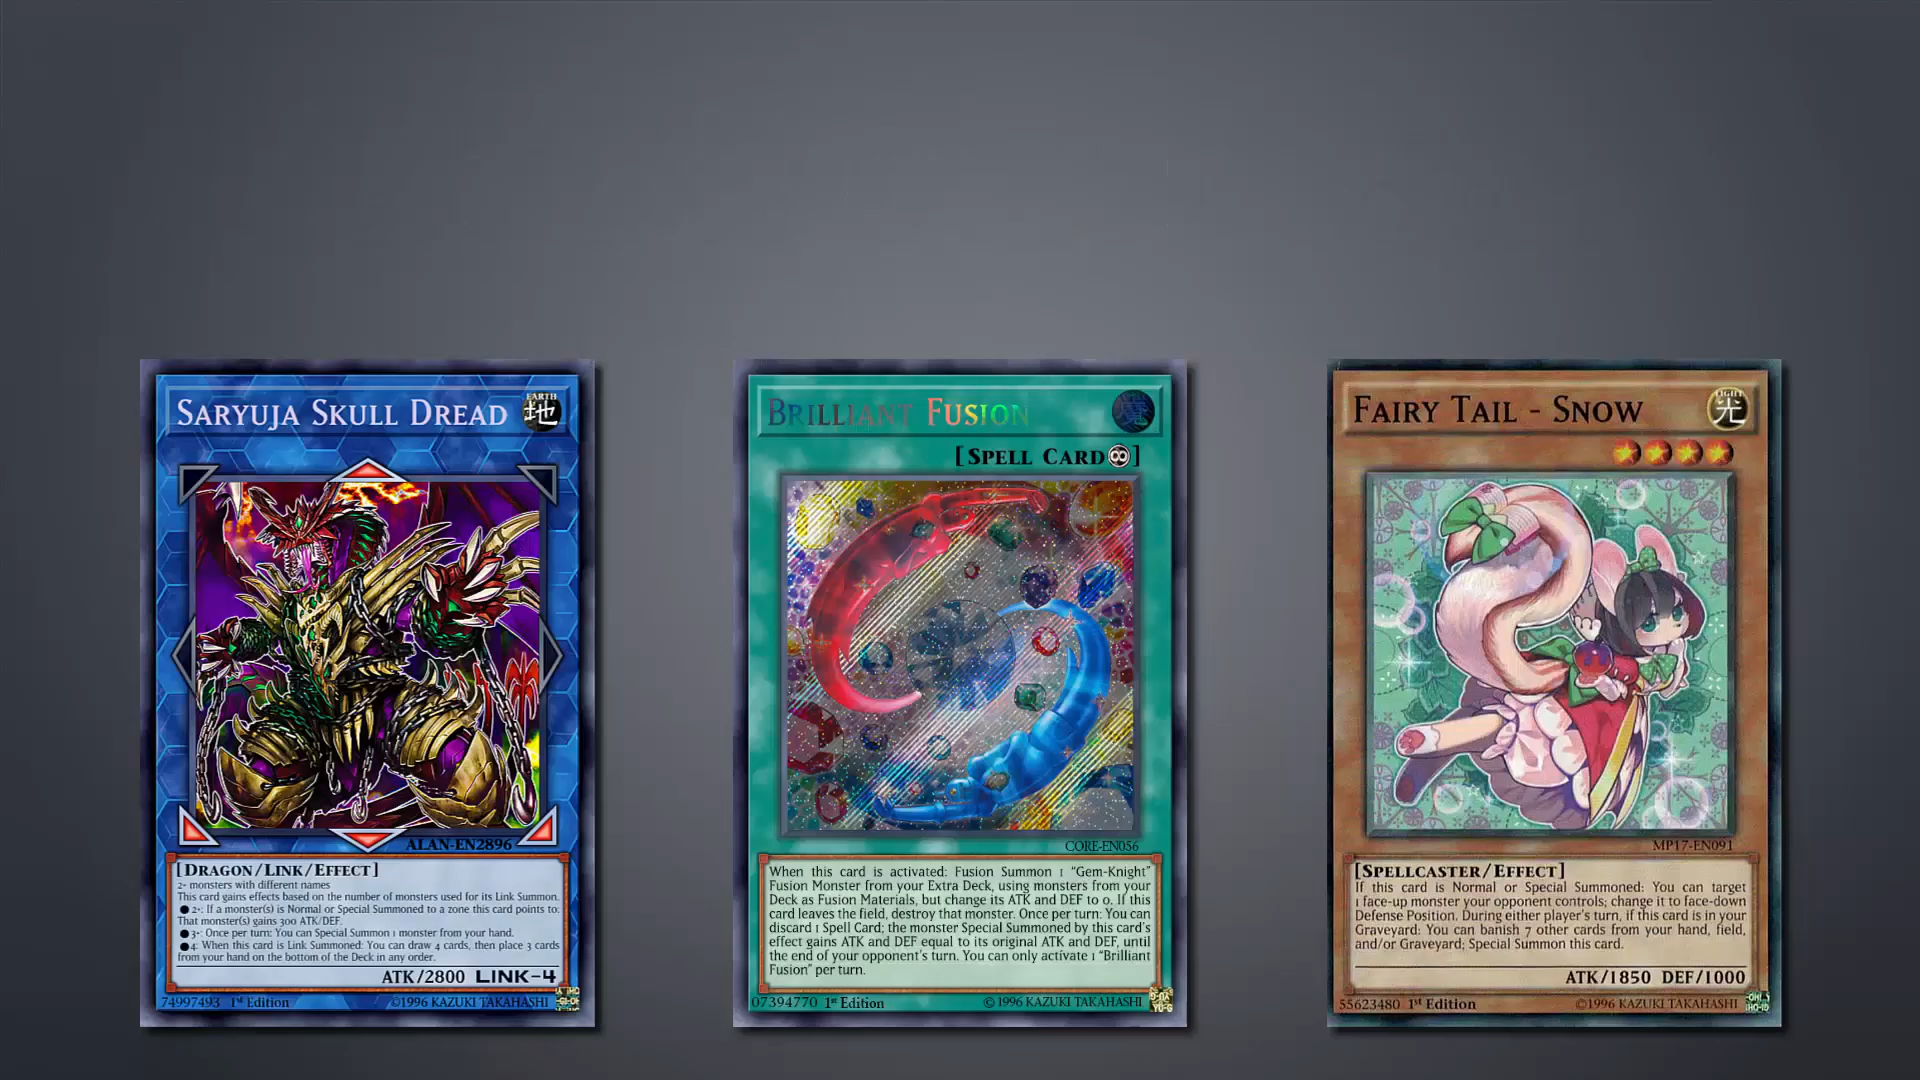 SARYUJA SKULL DREAD
EARTH
地
ALAN-EN2896
[DRAGON/LINK/EFFECT]
2+ monsters with different names
This card gains effects based on the number of monsters used for its Link Summon.
●2+: If a monster(s) is Normal or Special Summoned to a zone this card points to:
That monster(s) gains 300 ATK/DEF.
●3+: Once per turn: You can Special Summon 1 monster from your hand.
●4: When this card is Link Summoned: You can draw 4 cards, then place 3 cards
from your hand on the bottom of the Deck in any order.
ATK/2800 LINK-4
74997493 1st Edition ©1996 KAZUKI TAKAHASHI
BRILLIANT FUSION
魔
[SPELL CARD]
CORE-EN056
When this card is activated: Fusion Summon 1 "Gem-Knight"
Fusion Monster from your Extra Deck, using monsters from your
Deck as Fusion Materials, but change its ATK and DEF to 0. If this
card leaves the field, destroy that monster. Once per turn: You can
discard 1 Spell Card; the monster Special Summoned by this card's
effect gains ATK and DEF equal to its original ATK and DEF, until
the end of your opponent's turn. You can only activate 1 "Brilliant
Fusion" per turn.
07394770 1st Edition ©1996 KAZUKI TAKAHASHI
FAIRY TAIL - SNOW
LIGHT
光
MP17-EN091
[SPELLCASTER/EFFECT]
If this card is Normal or Special Summoned: You can target
1 face-up monster your opponent controls; change it to face-down
Defense Position. During either player's turn, if this card is in your
Graveyard: You can banish 7 other cards from your hand, field,
and/or Graveyard; Special Summon this card.
ATK/1850 DEF/1000
55623480 1st Edition ©1996 KAZUKI TAKAHASHI